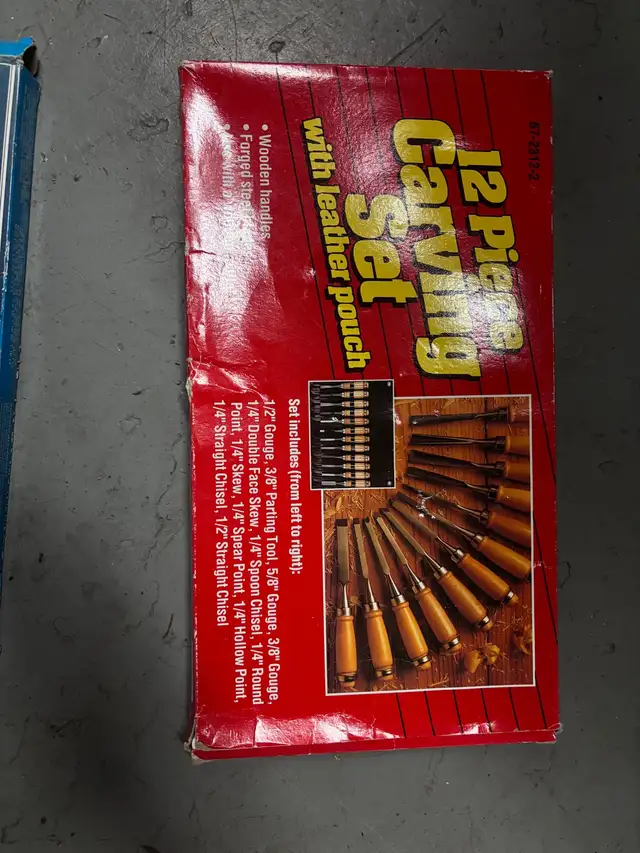 57-2312-2
12 Piece
Carving
Set
with leather pouch
• Wooden handles
• Forged steel
Set includes (from left to right):
1/2" Gouge, 3/8" Parting Tool, 5/8" Gouge, 3/8" Gouge,
1/4" Double Face Skew, 1/4" Spoon Chisel, 1/4" Round
Point, 1/4" Skew, 1/4" Spear Point, 1/4" Hollow Point,
1/4" Straight Chisel, 1/2" Straight Chisel